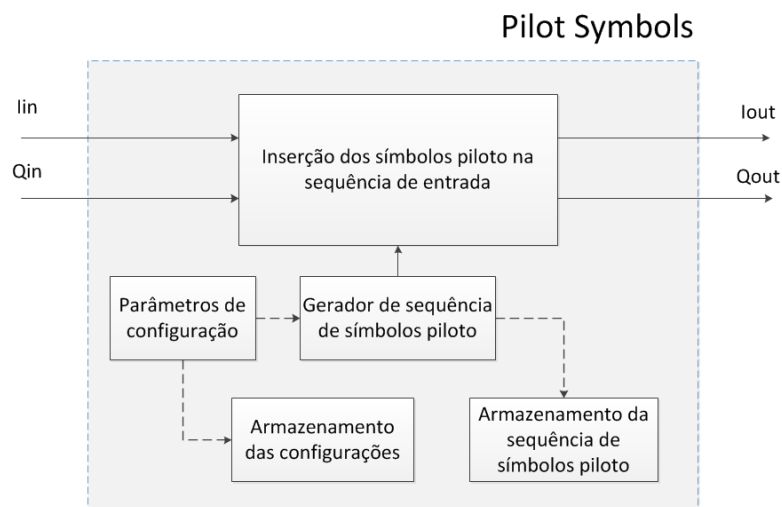 Pilot Symbols
Iin
Iout
Inserção dos símbolos piloto na
sequência de entrada
Qin
Qout
Parâmetros de
configuração
Gerador de sequência
de símbolos piloto
Armazenamento
das configurações
Armazenamento da
sequência de
símbolos piloto